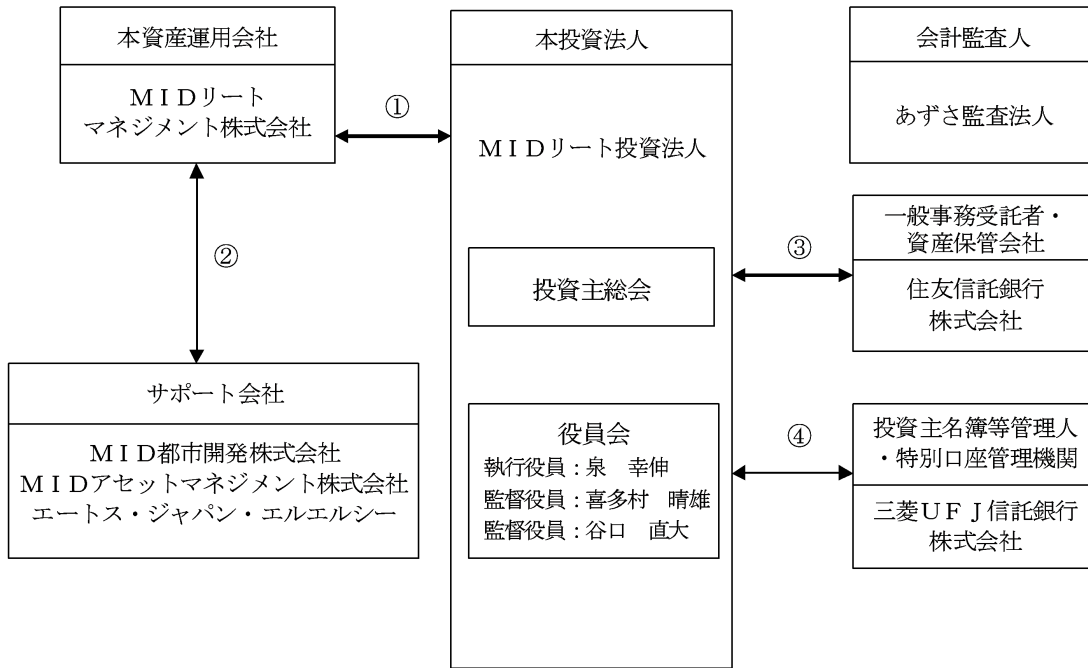 本資産運用会社
ＭＩＤリート
マネジメント株式会社
①
②
サポート会社
ＭＩＤ都市開発株式会社
ＭＩＤアセットマネジメント株式会社
エートス・ジャパン・エルエルシー
本投資法人
ＭＩＤリート投資法人
投資主総会
役員会
執行役員：泉　幸伸
監督役員：喜多村　晴雄
監督役員：谷口　直大
会計監査人
あずさ監査法人
③
一般事務受託者・
資産保管会社
住友信託銀行
株式会社
④
投資主名簿等管理人
・特別口座管理機関
三菱ＵＦＪ信託銀行
株式会社